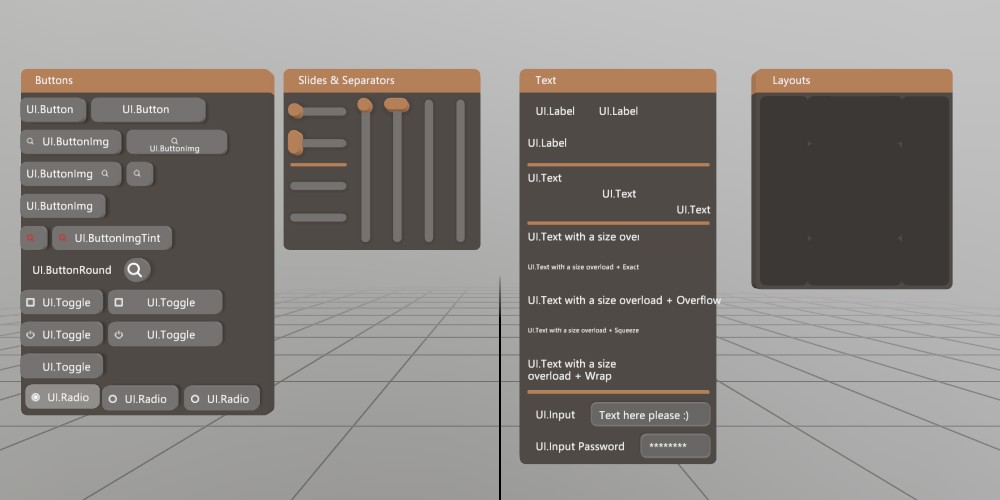 Buttons
UI.Button
UI.Button
UI.ButtonImg
UI.ButtonImg
UI.ButtonImg
UI.ButtonImg
UI.ButtonImgTint
UI.ButtonRound
UI.Toggle
UI.Toggle
UI.Toggle
UI.Toggle
UI.Toggle
UI.Radio
UI.Radio
UI.Radio
Slides & Separators
Text
UI.Label
UI.Label
UI.Label
UI.Text
UI.Text
UI.Text
UI.Text with a size over
UI.Text with a size overload + Exact
UI.Text with a size overload + Overflow
UI.Text with a size overload + Squeeze
UI.Text with a size
overload + Wrap
UI.Input
Text here please :)
UI.Input Password
********
Layouts